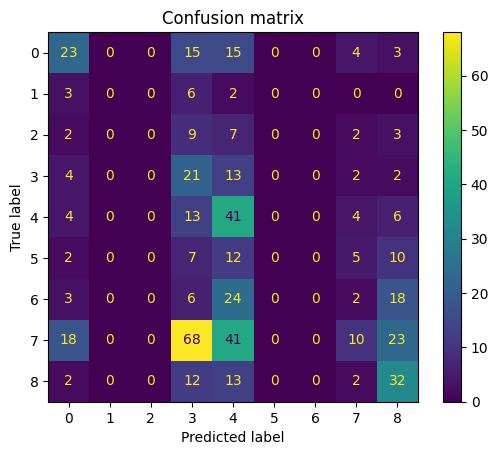 Confusion matrix
0 23 0 0 15 15 0 0 4 3
1 3 0 0 6 2 0 0 0 0
2 2 0 0 9 7 0 0 2 3
3 4 0 0 21 13 0 0 2 2
4 4 0 0 13 41 0 0 4 6
5 2 0 0 7 12 0 0 5 10
6 3 0 0 6 24 0 0 2 18
7 18 0 0 68 41 0 0 10 23
8 2 0 0 12 13 0 0 2 32
0 1 2 3 4 5 6 7 8
Predicted label
True label
60
50
40
30
20
10
0